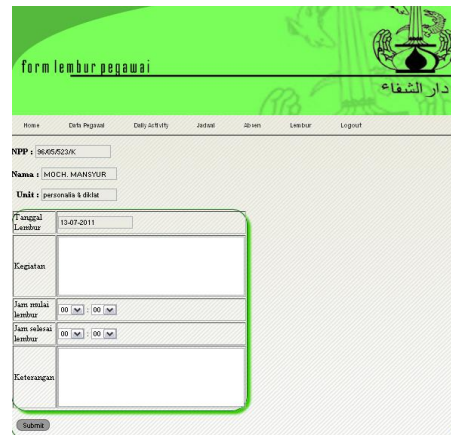 form lembur pegawai
دار الشفاء
Home Data Pegawai Daily Activity Jadwal Absen Lembur Logout
NPP : 96/05/523/K
Nama : MOCH. MANSYUR
Unit : personalia & diklat
Tanggal
Lembur
13-07-2011
Kegiatan
Jam mulai
lembur
00 : 00
Jam selesai
lembur
00 : 00
Keterangan
Submit